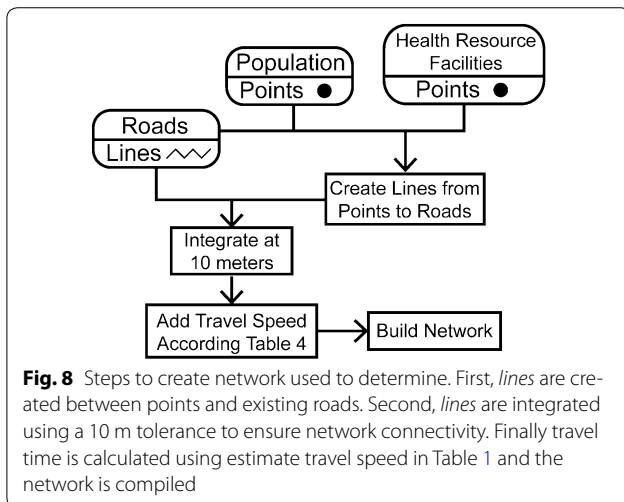 Population
Points
Health Resource
Facilities
Points
Roads
Lines
Create Lines from
Points to Roads
Integrate at
10 meters
Add Travel Speed
According Table 4
Build Network
Fig. 8 Steps to create network used to determine. First, lines are cre-
ated between points and existing roads. Second, lines are integrated
using a 10 m tolerance to ensure network connectivity. Finally travel
time is calculated using estimate travel speed in Table 1 and the
network is compiled